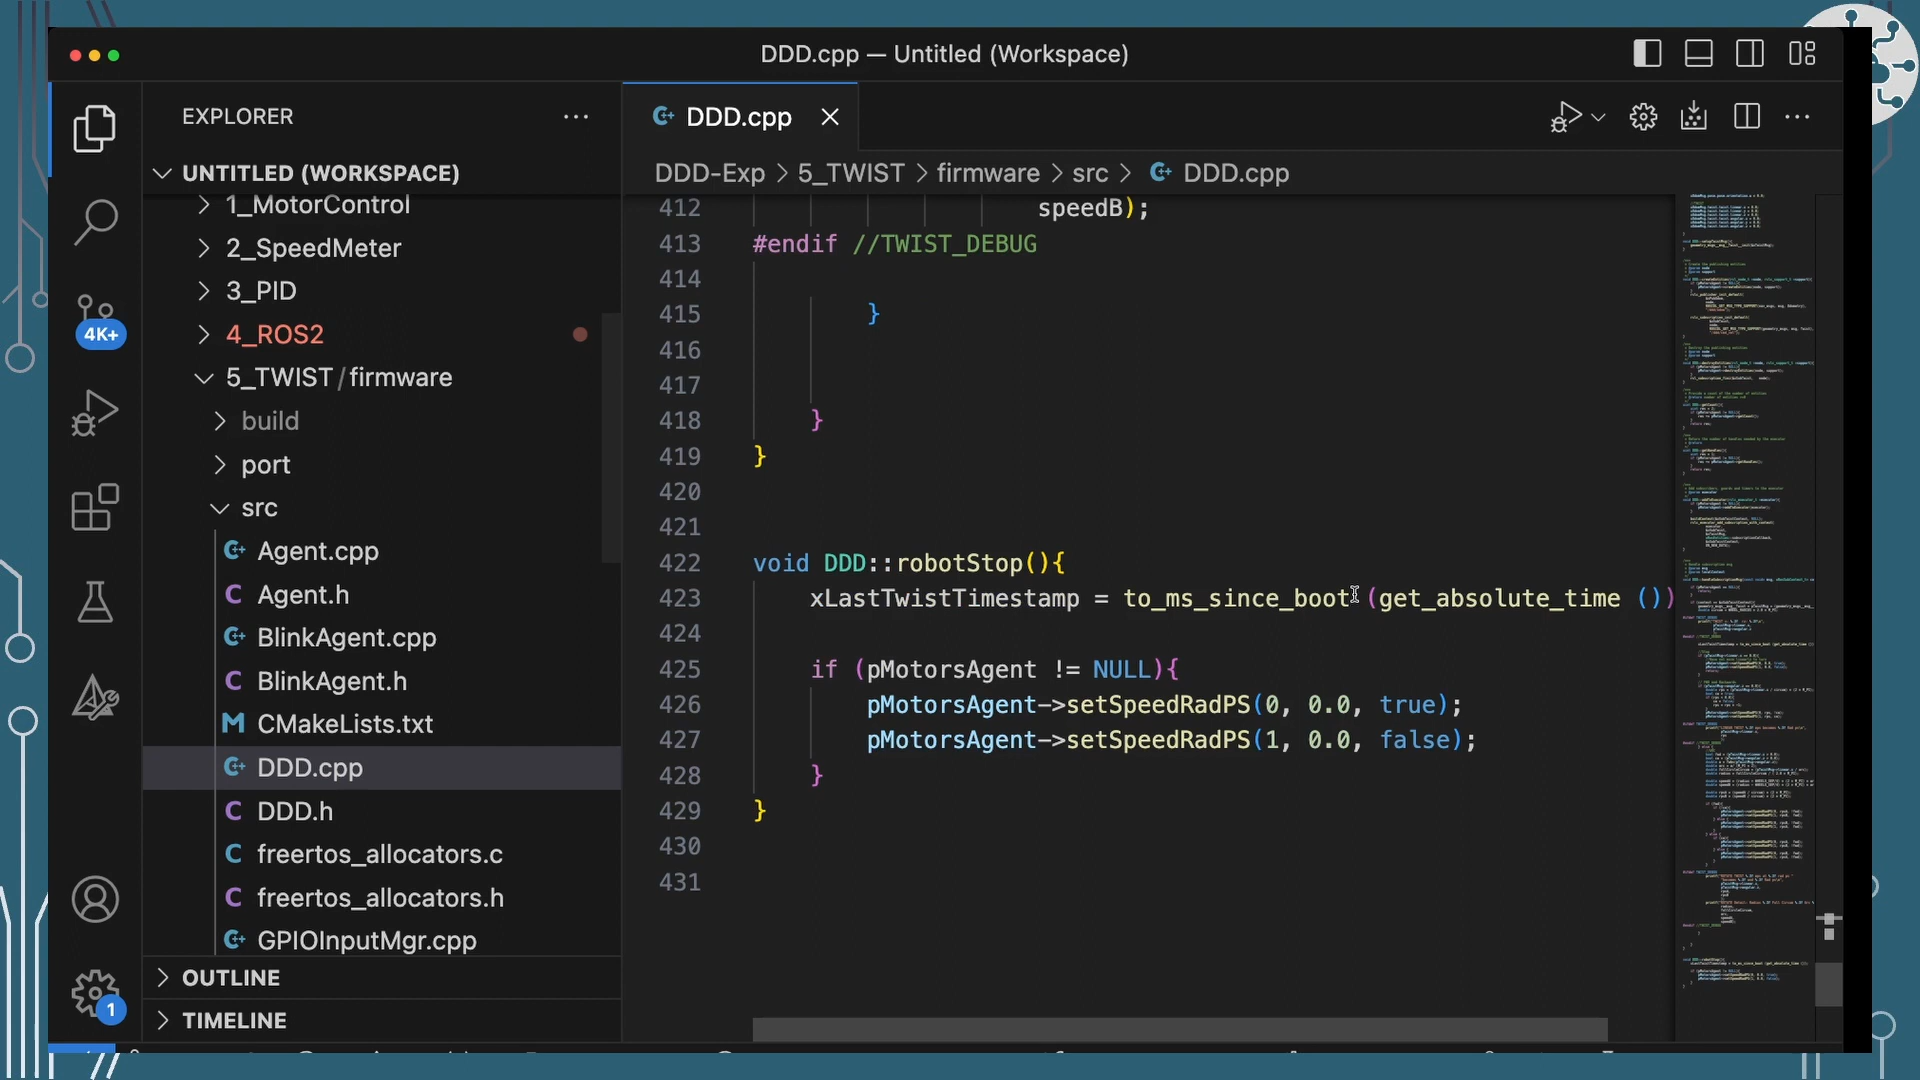 DDD.cpp — Untitled (Workspace)
EXPLORER
DDD.cpp
UNTITLED (WORKSPACE)
DDD-Exp > 5_TWIST > firmware > src > DDD.cpp
1_MotorControl
2_SpeedMeter
3_PID
4_ROS2
5_TWIST/firmware
build
port
src
Agent.cpp
Agent.h
BlinkAgent.cpp
BlinkAgent.h
CMakeLists.txt
DDD.cpp
DDD.h
freertos_allocators.c
freertos_allocators.h
GPIOInputMgr.cpp
OUTLINE
TIMELINE
4K+
1
412 speedB);
413 #endif //TWIST_DEBUG
414
415 }
416
417
418 }
419 }
420
421
422 void DDD::robotStop(){
423 xLastTwistTimestamp = to_ms_since_boot (get_absolute_time ())
424
425 if (pMotorsAgent != NULL){
426 pMotorsAgent->setSpeedRadPS(0, 0.0, true);
427 pMotorsAgent->setSpeedRadPS(1, 0.0, false);
428 }
429 }
430
431